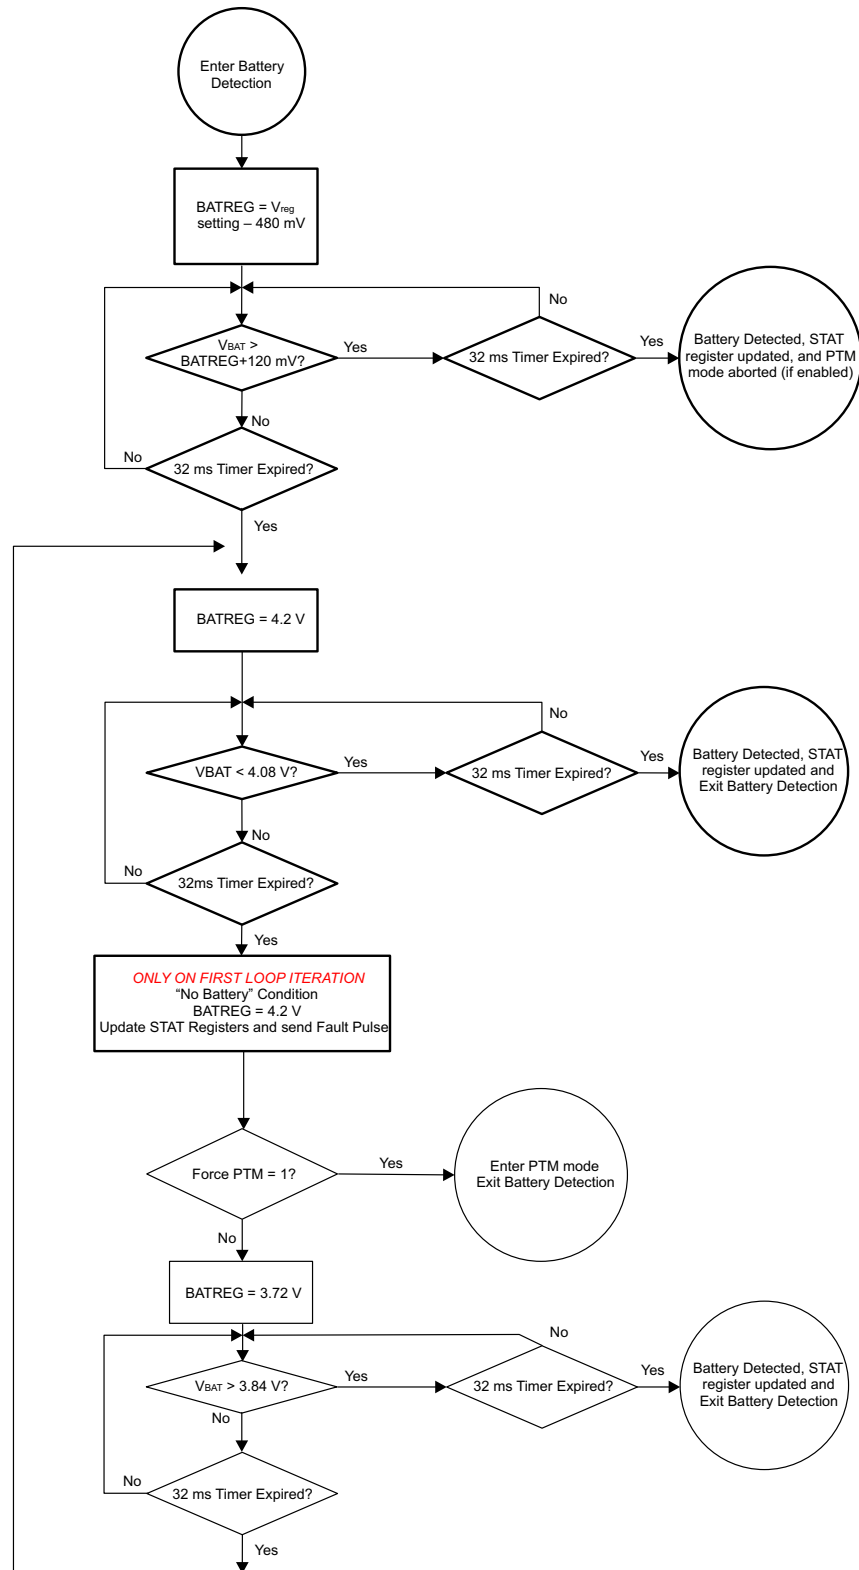 Enter Battery
Detection
BATREG = Vreg
setting – 480 mV
No
VBAT >
BATREG+120 mV?
Yes
32 ms Timer Expired?
Yes
Battery Detected, STAT
register updated, and PTM
mode aborted (if enabled)
No
No
32 ms Timer Expired?
Yes
BATREG = 4.2 V
No
VBAT < 4.08 V?
Yes
32 ms Timer Expired?
Yes
Battery Detected, STAT
register updated and
Exit Battery Detection
No
No
32ms Timer Expired?
Yes
ONLY ON FIRST LOOP ITERATION
“No Battery” Condition
BATREG = 4.2 V
Update STAT Registers and send Fault Pulse
Force PTM = 1?
Yes
Enter PTM mode
Exit Battery Detection
No
BATREG = 3.72 V
No
VBAT > 3.84 V?
Yes
32 ms Timer Expired?
Yes
Battery Detected, STAT
register updated and
Exit Battery Detection
No
No
32 ms Timer Expired?
Yes